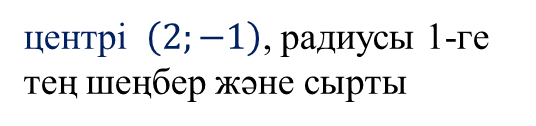 центрі (2; −1), радиусы 1-ге
тең шеңбер және сырты